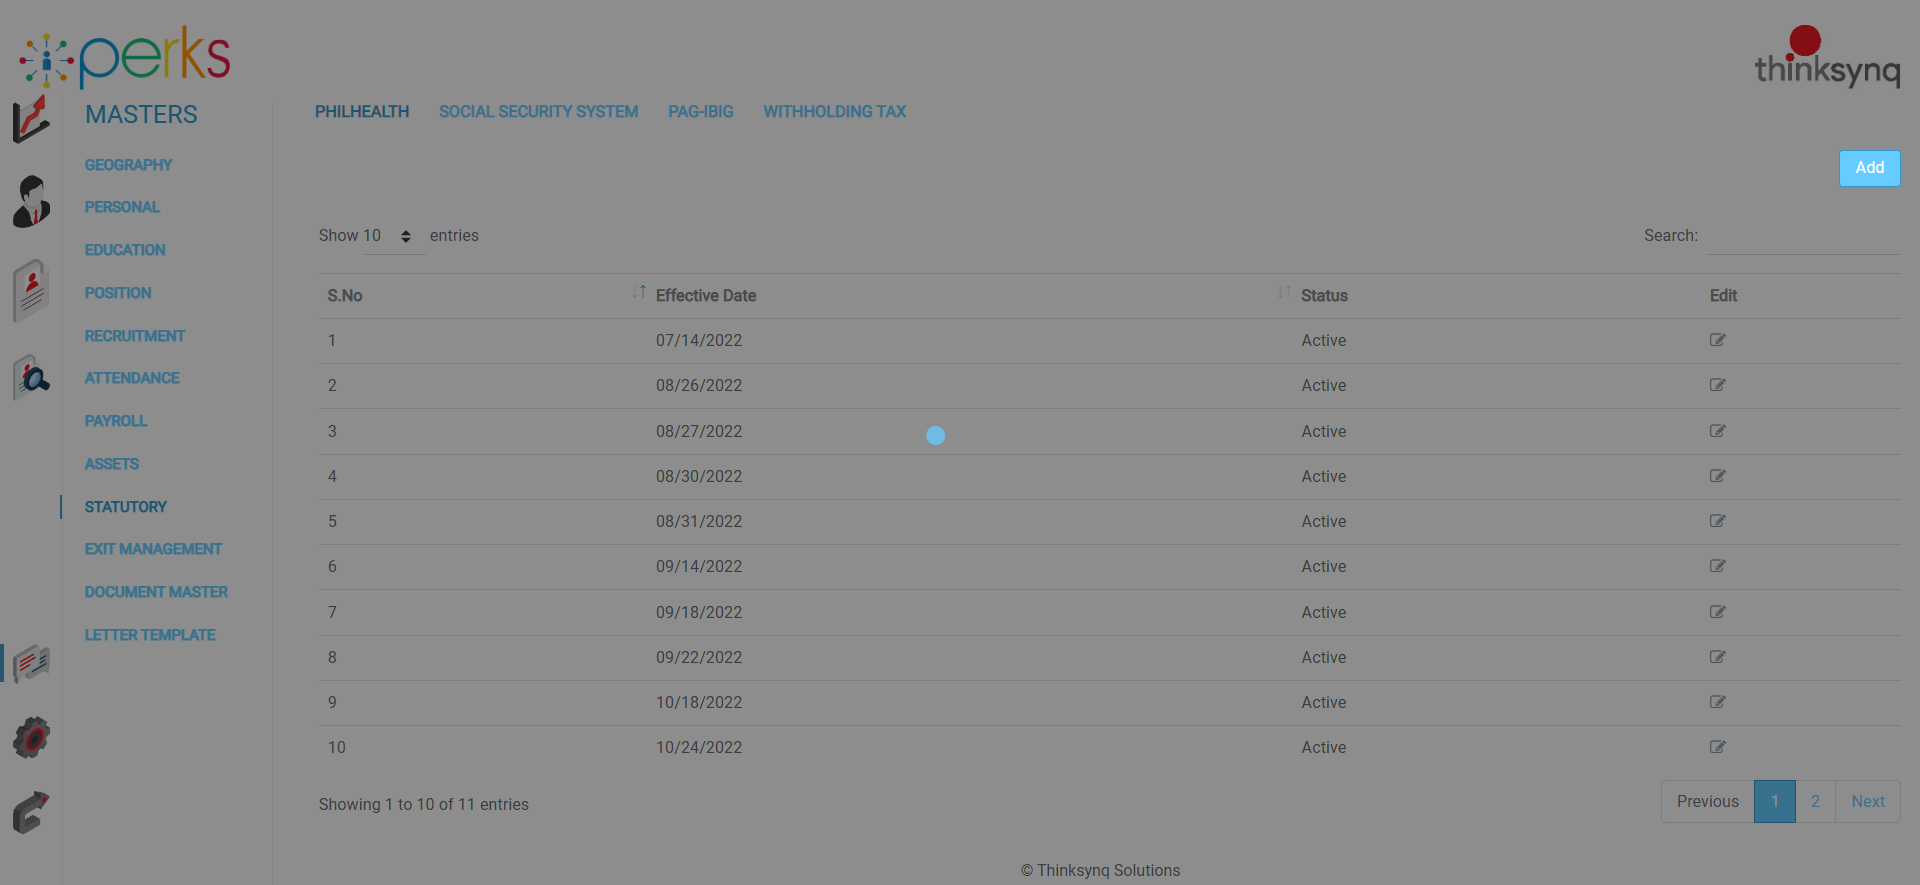 perks
thinksynq
MASTERS
PHILHEALTH SOCIAL SECURITY SYSTEM PAG-IBIG WITHHOLDING TAX
GEOGRAPHY
PERSONAL
EDUCATION
POSITION
RECRUITMENT
ATTENDANCE
PAYROLL
ASSETS
STATUTORY
EXIT MANAGEMENT
DOCUMENT MASTER
LETTER TEMPLATE
Add
Show 10 entries
Search:
S.No Effective Date Status Edit
1 07/14/2022 Active
2 08/26/2022 Active
3 08/27/2022 Active
4 08/30/2022 Active
5 08/31/2022 Active
6 09/14/2022 Active
7 09/18/2022 Active
8 09/22/2022 Active
9 10/18/2022 Active
10 10/24/2022 Active
Showing 1 to 10 of 11 entries
Previous 1 2 Next
© Thinksynq Solutions